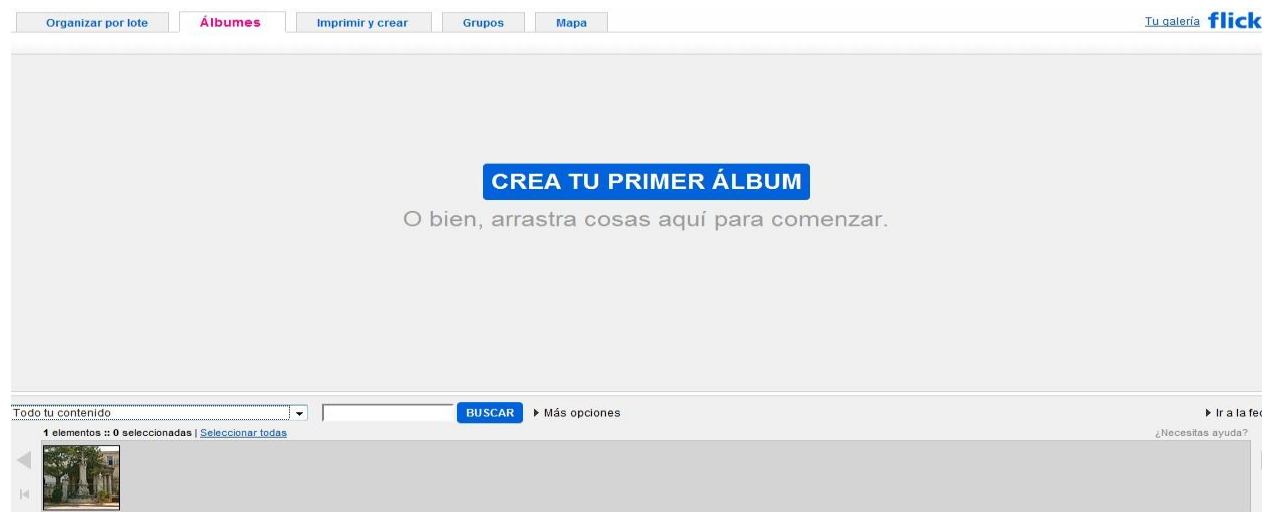 Organizar por lote Álbumes Imprimir y crear Grupos Mapa Tu galería flick
CREA TU PRIMER ÁLBUM
O bien, arrastra cosas aquí para comenzar.
Todo tu contenido BUSCAR Más opciones Ir a la fec
1 elementos :: 0 seleccionadas | Seleccionar todas ¿Necesitas ayuda?